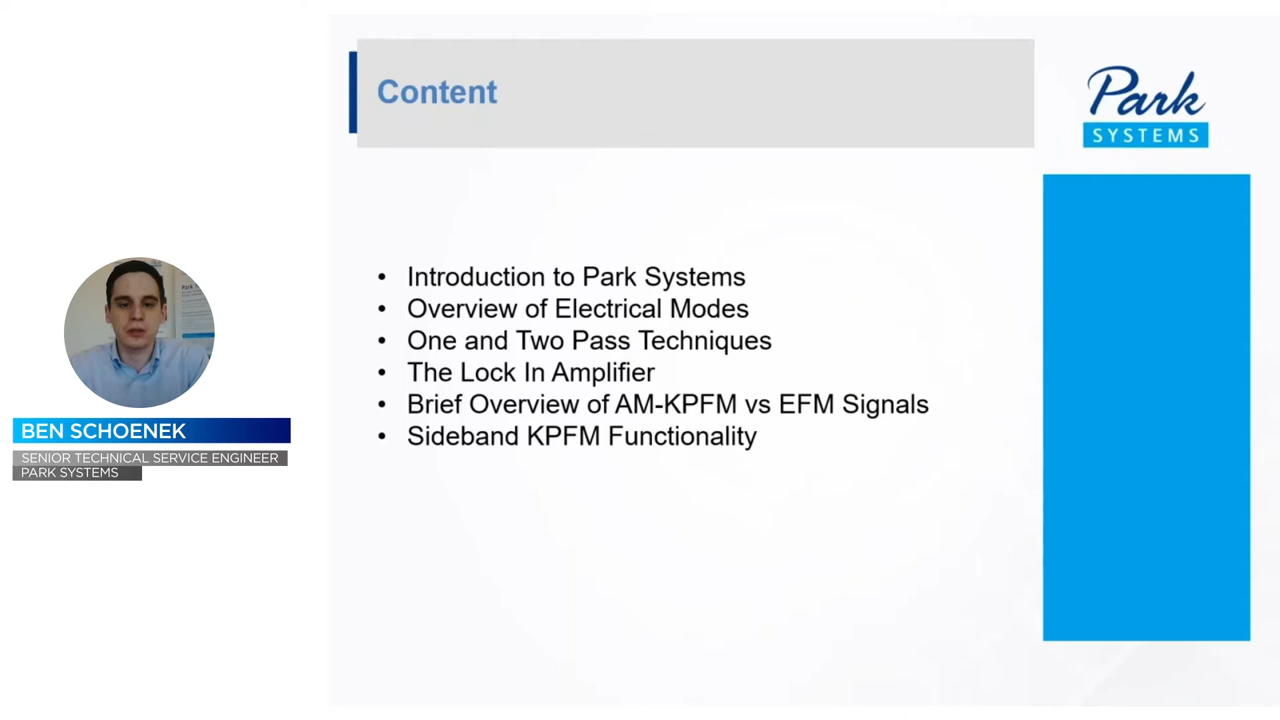 Content
Park
SYSTEMS
• Introduction to Park Systems
• Overview of Electrical Modes
• One and Two Pass Techniques
• The Lock In Amplifier
• Brief Overview of AM-KPFM vs EFM Signals
• Sideband KPFM Functionality
Park
BEN SCHOENEK
SENIOR TECHNICAL SERVICE ENGINEER
PARK SYSTEMS